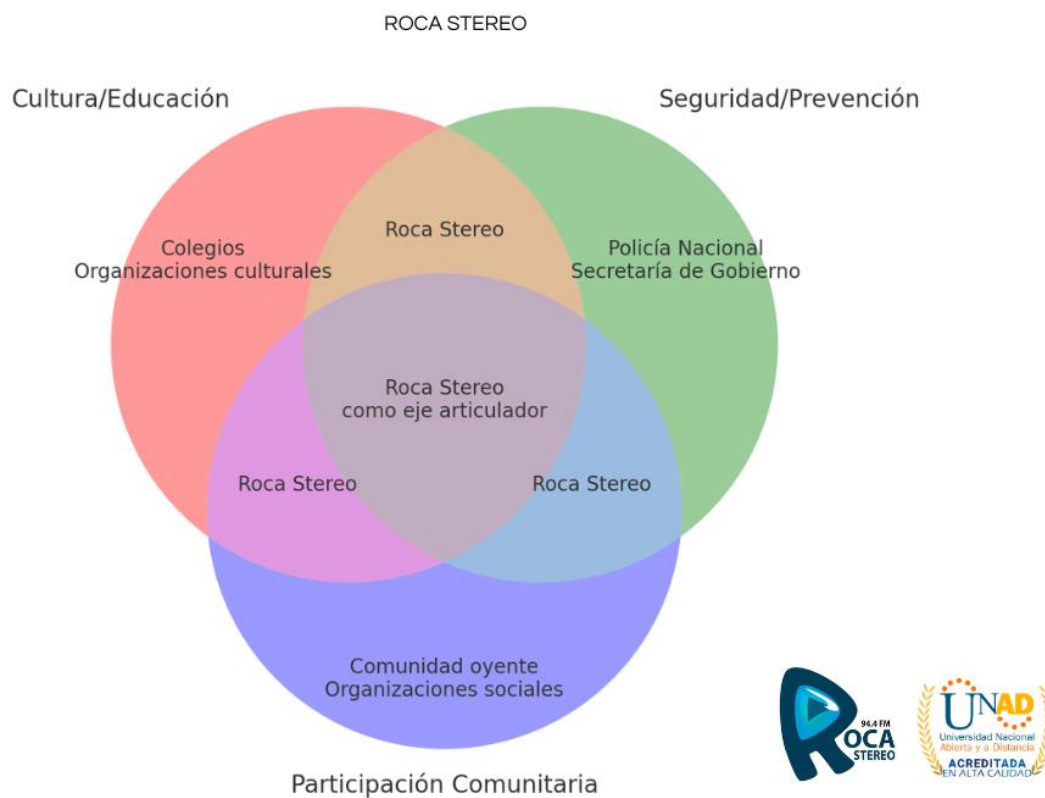 ROCA STEREO
Cultura/Educación
Seguridad/Prevención
Roca Stereo
Colegios
Organizaciones culturales
Policía Nacional
Secretaría de Gobierno
Roca Stereo
como eje articulador
Roca Stereo
Roca Stereo
Comunidad oyente
Organizaciones sociales
Participación Comunitaria
94.4 FM
ROCA
STEREO
UNAD
Universidad Nacional
Abierta y a Distancia
ACREDITADA
EN ALTA CALIDAD